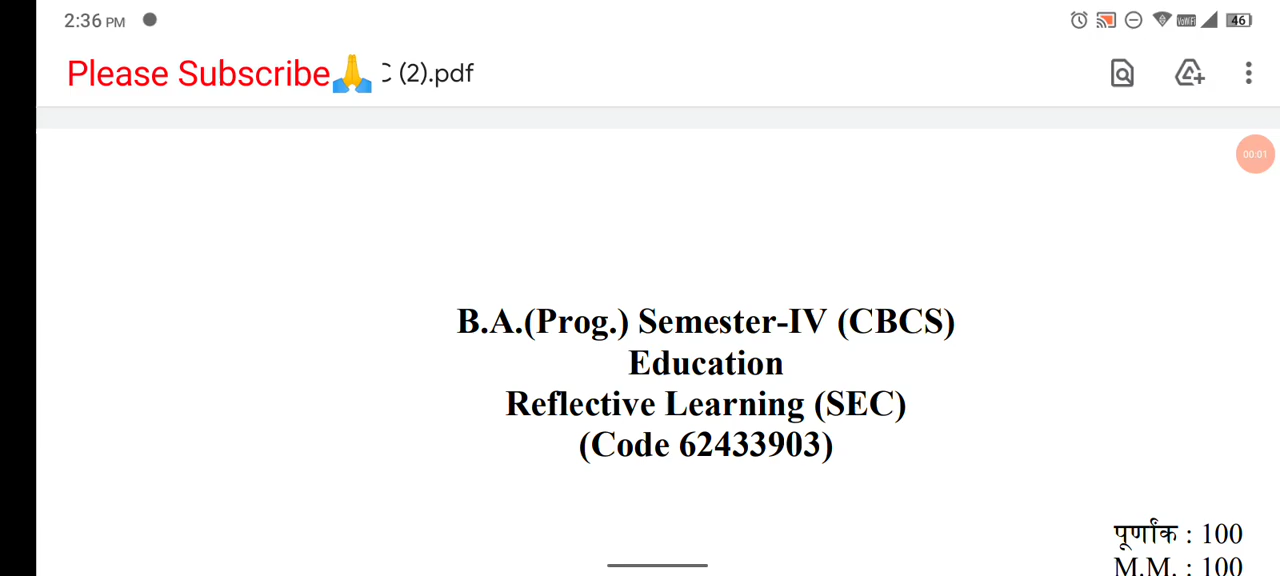 2:36 PM
VoWiFi
46
Please Subscribe🙏 (2).pdf
00:01
B.A.(Prog.) Semester-IV (CBCS)
Education
Reflective Learning (SEC)
(Code 62433903)
पूर्णांक : 100
M.M. : 100